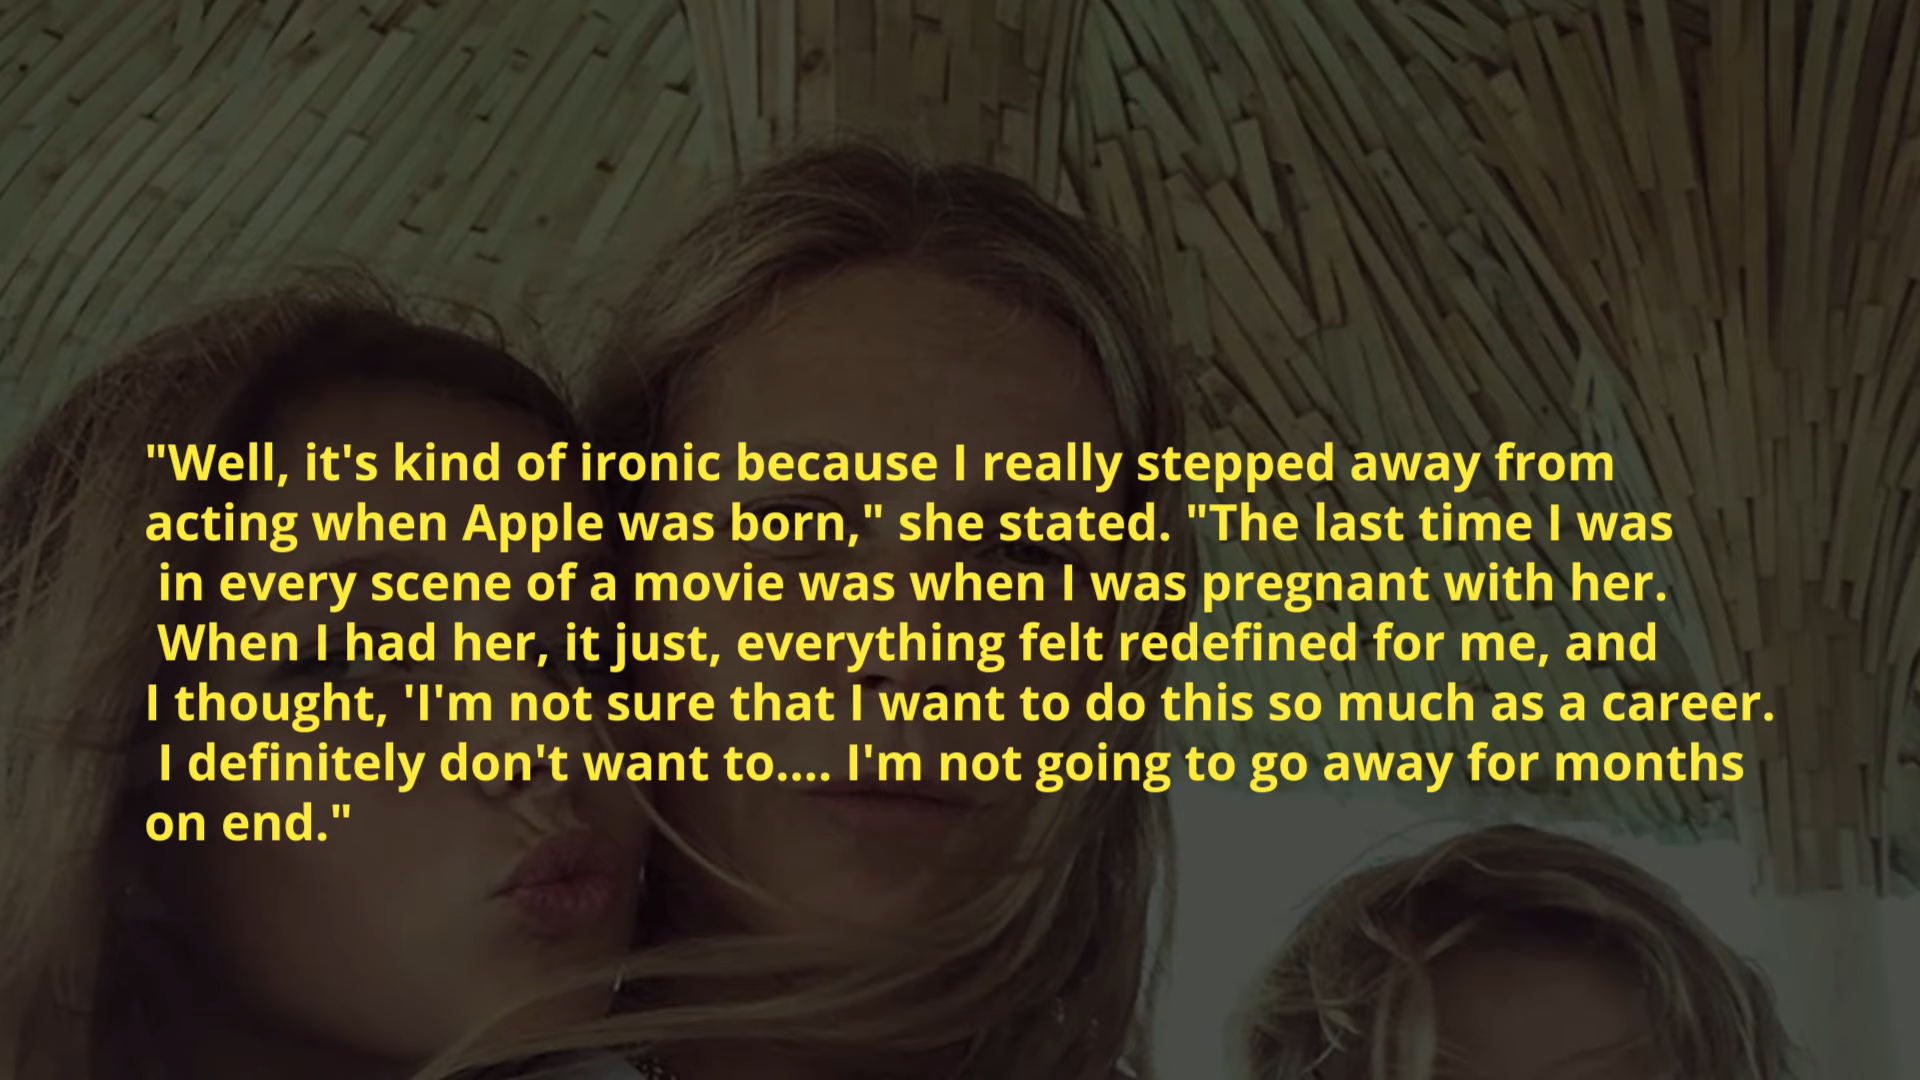 "Well, it's kind of ironic because I really stepped away from
acting when Apple was born," she stated. "The last time I was
in every scene of a movie was when I was pregnant with her.
When I had her, it just, everything felt redefined for me, and
I thought, 'I'm not sure that I want to do this so much as a career.
I definitely don't want to.... I'm not going to go away for months
on end."